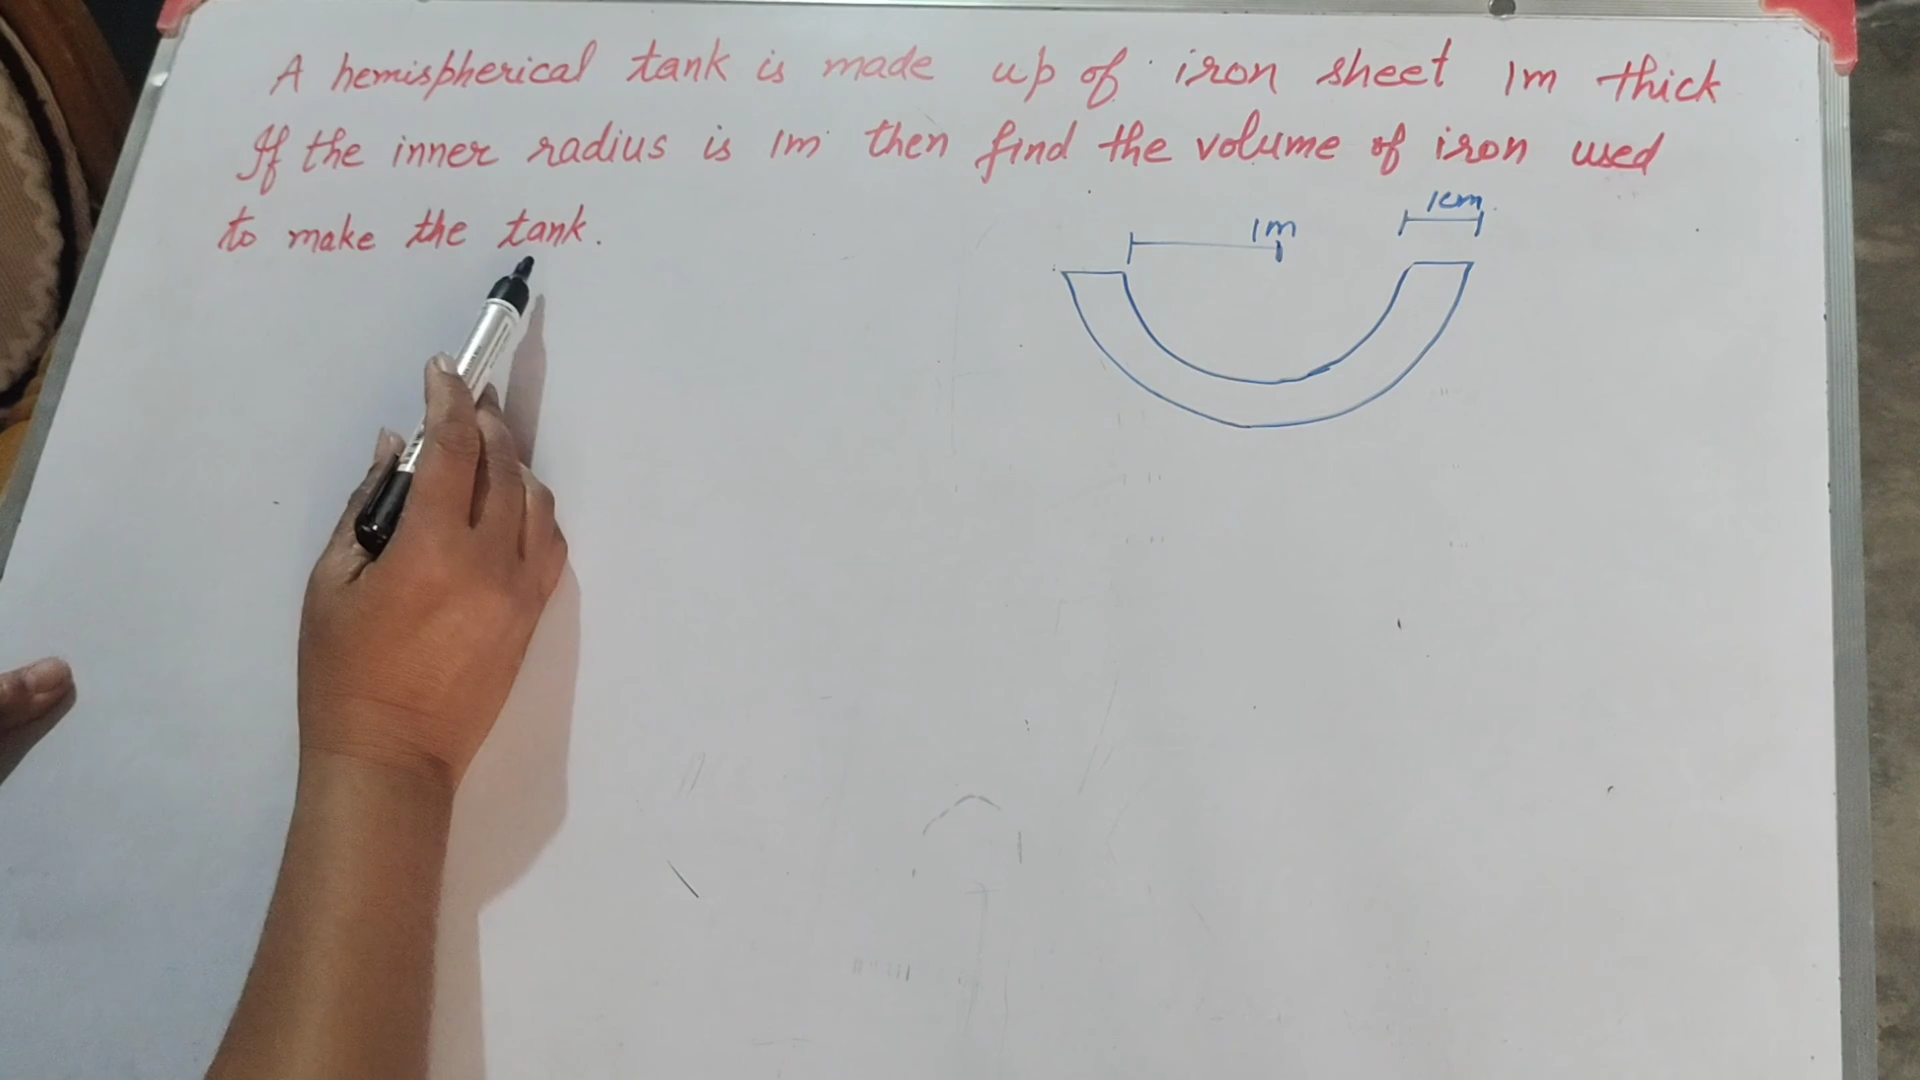 A hemispherical tank is made up of iron sheet 1m thick
If the inner radius is 1m then find the volume of iron used
to make the tank.
1m
1cm